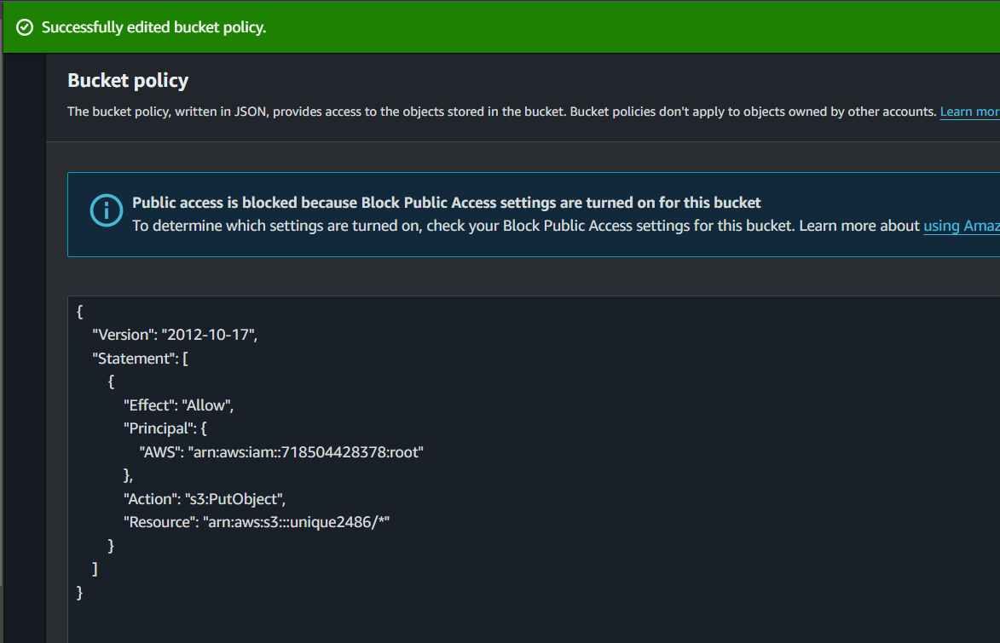 Successfully edited bucket policy.
Bucket policy
The bucket policy, written in JSON, provides access to the objects stored in the bucket. Bucket policies don't apply to objects owned by other accounts. Learn mor
Public access is blocked because Block Public Access settings are turned on for this bucket
To determine which settings are turned on, check your Block Public Access settings for this bucket. Learn more about using Amaz
{
"Version": "2012-10-17",
"Statement": [
{
"Effect": "Allow",
"Principal": {
"AWS": "arn:aws:iam::718504428378:root"
},
"Action": "s3:PutObject",
"Resource": "arn:aws:s3:::unique2486/*"
}
]
}